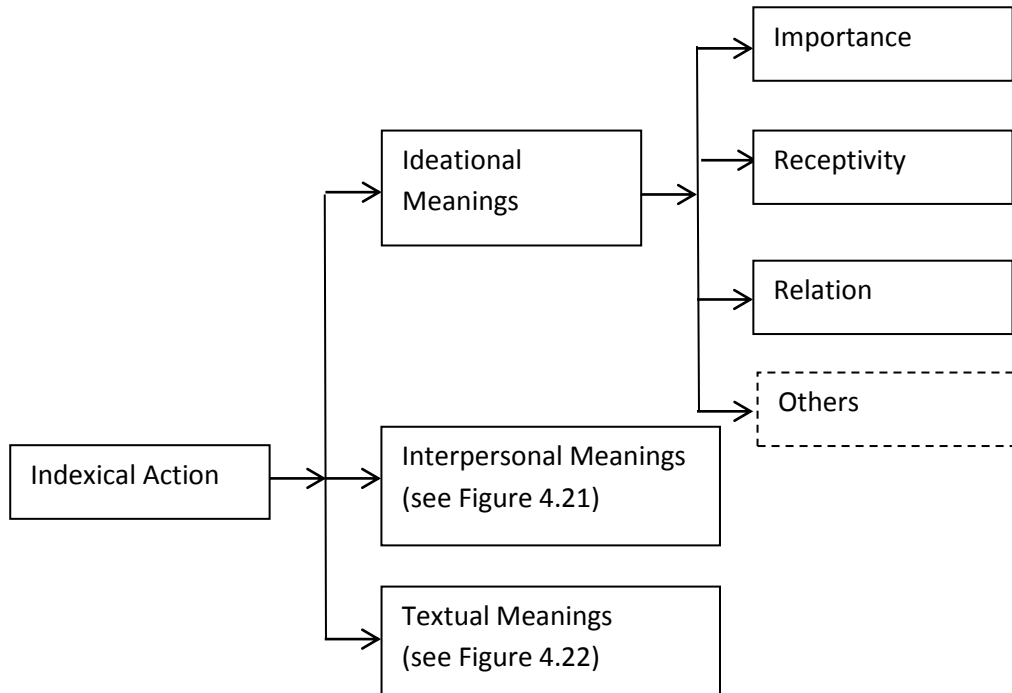 Importance
Ideational
Meanings
Receptivity
Relation
Others
Indexical Action
Interpersonal Meanings
(see Figure 4.21)
Textual Meanings
(see Figure 4.22)